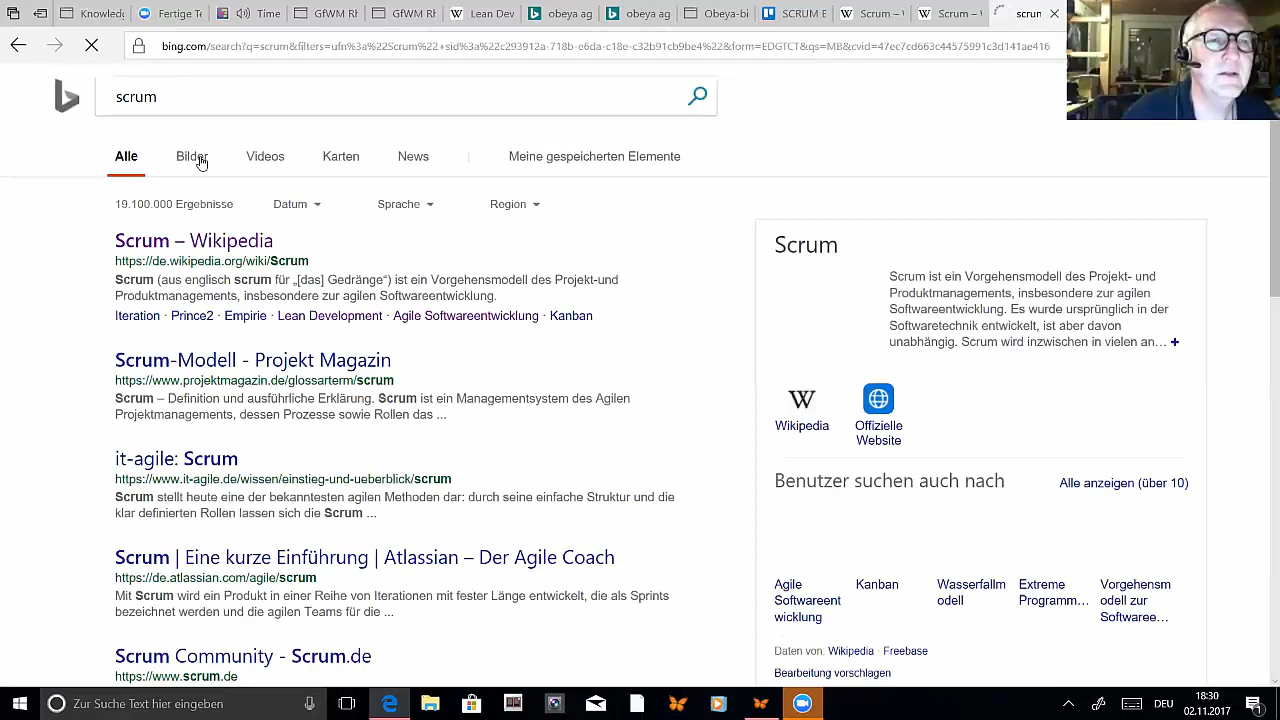 Knowledg
Fertige Te
Time
GfWM Rl
GfWM Rl
Lean Dev
obeya ag
obeya ag
Obeya-bi
SCRUM E
Scrum – 
Scrum – 
scrun
bing.com/search?q=scrum&filters=ufn%3a%22Scrum%22+sid%3a%22c293912a-718b-e6da-c18e-c32b91cb9be4%22&form=EDGTCT&qs=MB&cvid=47ec7cd663c44575991c3d141ae416
scrum
Alle Bilder Videos Karten News Meine gespeicherten Elemente
19.100.000 Ergebnisse Datum Sprache Region
Scrum – Wikipedia
https://de.wikipedia.org/wiki/Scrum
Scrum (aus englisch scrum für „[das] Gedränge“) ist ein Vorgehensmodell des Projekt-und
Produktmanagements, insbesondere zur agilen Softwareentwicklung.
Iteration · Prince2 · Empirie · Lean Development · Agile Softwareentwicklung · Kanban
Scrum-Modell - Projekt Magazin
https://www.projektmagazin.de/glossarterm/scrum
Scrum – Definition und ausführliche Erklärung. Scrum ist ein Managementsystem des Agilen
Projektmanagements, dessen Prozesse sowie Rollen das ...
it-agile: Scrum
https://www.it-agile.de/wissen/einstieg-und-ueberblick/scrum
Scrum stellt heute eine der bekanntesten agilen Methoden dar: durch seine einfache Struktur und die
klar definierten Rollen lassen sich die Scrum ...
Scrum | Eine kurze Einführung | Atlassian – Der Agile Coach
https://de.atlassian.com/agile/scrum
Mit Scrum wird ein Produkt in einer Reihe von Iterationen mit fester Länge entwickelt, die als Sprints
bezeichnet werden und die agilen Teams für die ...
Scrum Community - Scrum.de
https://www.scrum.de
Scrum
Scrum ist ein Vorgehensmodell des Projekt- und
Produktmanagements, insbesondere zur agilen
Softwareentwicklung. Es wurde ursprünglich in der
Softwaretechnik entwickelt, ist aber davon
unabhängig. Scrum wird inzwischen in vielen an… +
Wikipedia
Offizielle
Website
Benutzer suchen auch nach Alle anzeigen (über 10)
Agile
Softwareent
wicklung
Kanban
Wasserfallm
odell
Extreme
Programm…
Vorgehensm
odell zur
Softwaree…
Daten von: Wikipedia · Freebase
Bearbeitung vorschlagen
Zur Suche Text hier eingeben
DEU
18:30
02.11.2017
1